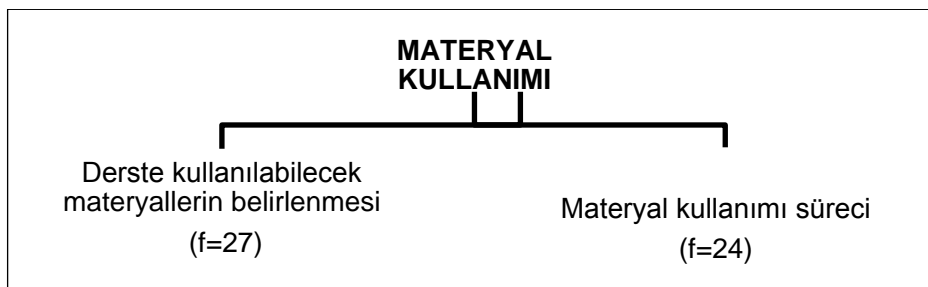 MATERYAL
KULLANIMI
Derste kullanılabilecek
materyallerin belirlenmesi
(f=27)
Materyal kullanımı süreci
(f=24)